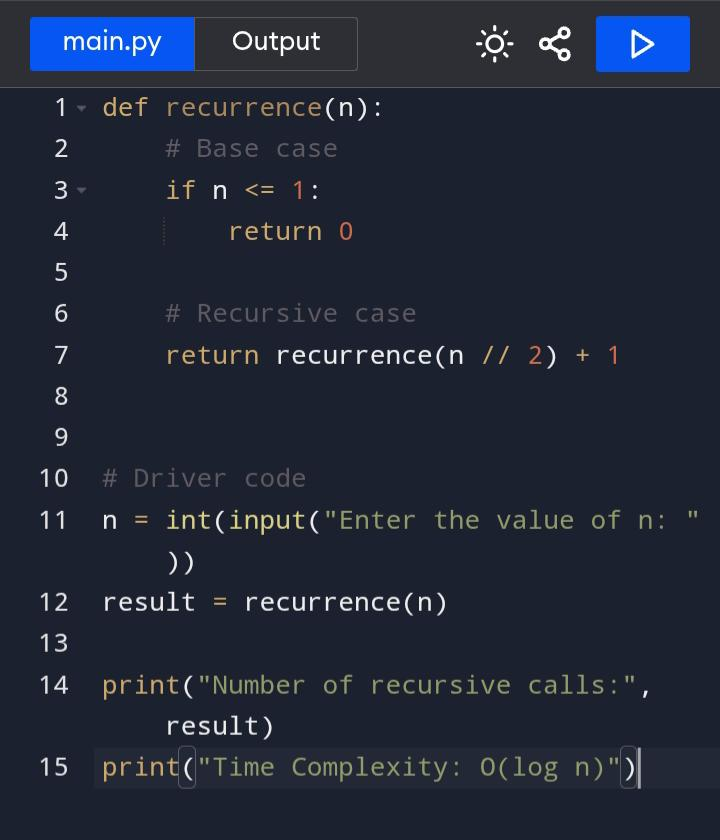 main.py Output
1 def recurrence(n):
2     # Base case
3     if n <= 1:
4         return 0
5
6     # Recursive case
7     return recurrence(n // 2) + 1
8
9
10 # Driver code
11 n = int(input("Enter the value of n: "
    ))
12 result = recurrence(n)
13
14 print("Number of recursive calls:",
    result)
15 print("Time Complexity: O(log n)")